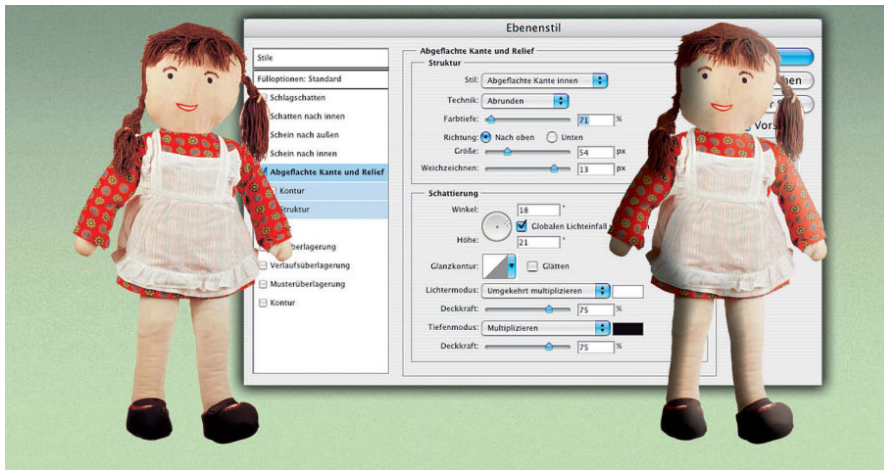 Ebenenstil
Stile
Fülloptionen: Standard
Schlagschatten
Schatten nach innen
Schein nach außen
Schein nach innen
Abgeflachte Kante und Relief
Kontur
Struktur
berlagerung
Verlaufsüberlagerung
Musterüberlagerung
Kontur
Abgeflachte Kante und Relief
Struktur
Stil: Abgeflachte Kante innen
Technik: Abrunden
Farbtiefe: 71 %
Richtung: Nach oben Unten
Größe: 54 px
Weichzeichnen: 13 px
Schattierung
Winkel: 18 °
Globalen Lichteinfall
Höhe: 21 °
Glanzkontur: Glätten
Lichtermodus: Umgekehrt multiplizieren
Deckkraft: 75 %
Tiefenmodus: Multiplizieren
Deckkraft: 75 %